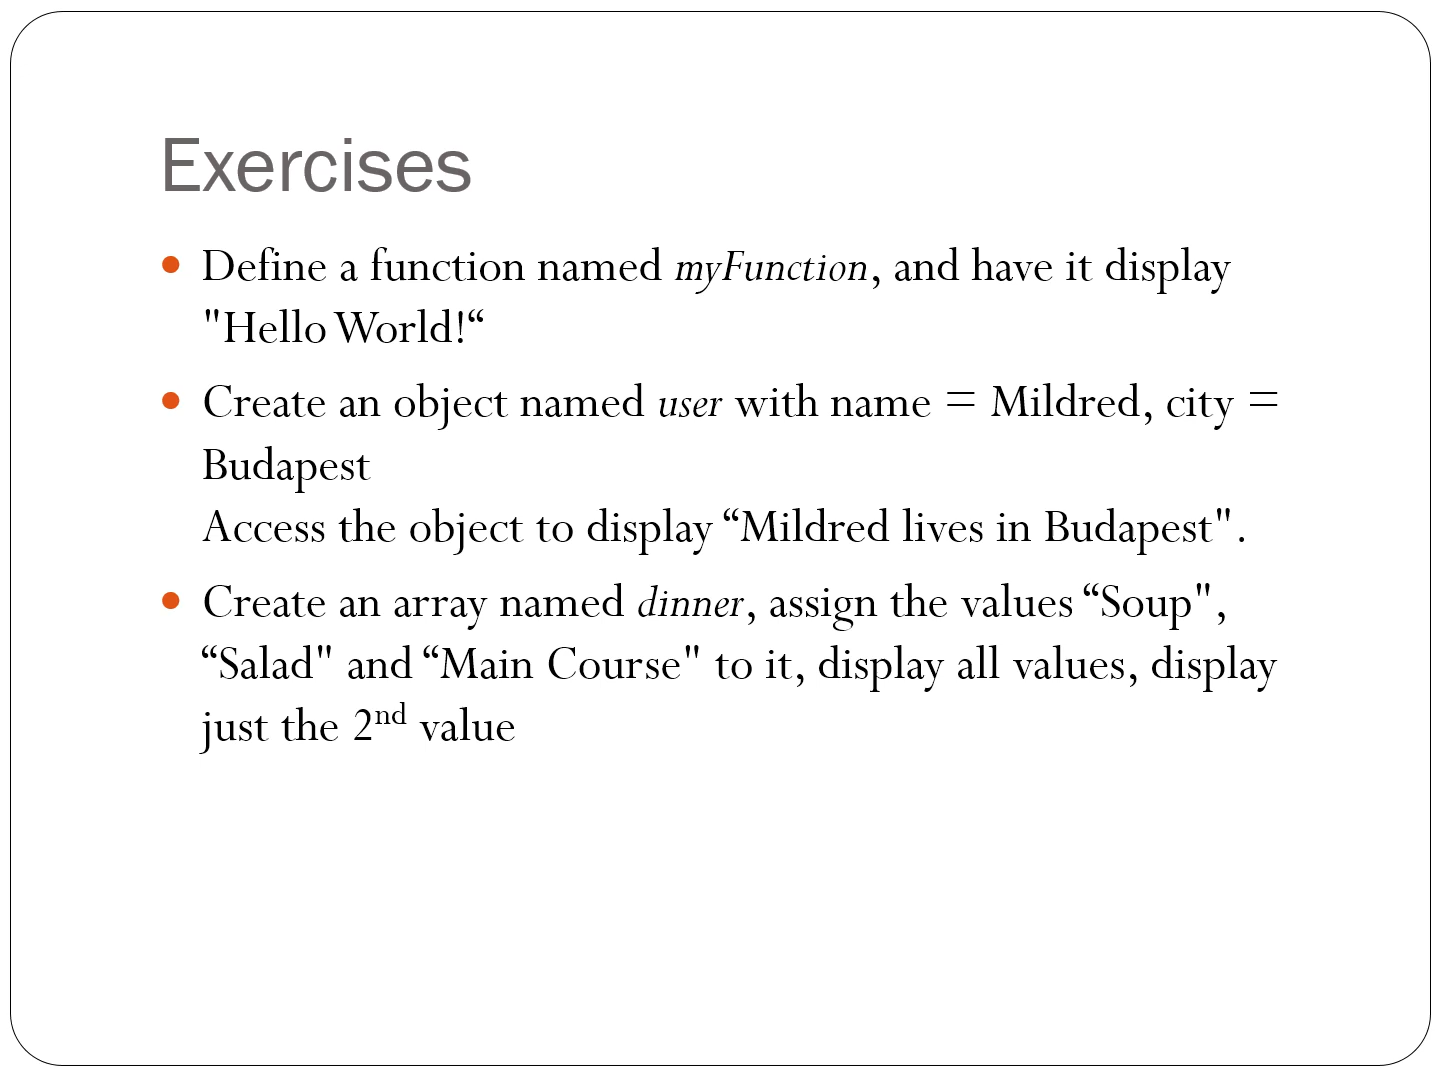 Exercises
• Define a function named myFunction, and have it display
"Hello World!“
• Create an object named user with name = Mildred, city =
Budapest
Access the object to display “Mildred lives in Budapest".
• Create an array named dinner, assign the values “Soup",
“Salad" and “Main Course" to it, display all values, display
just the 2nd value